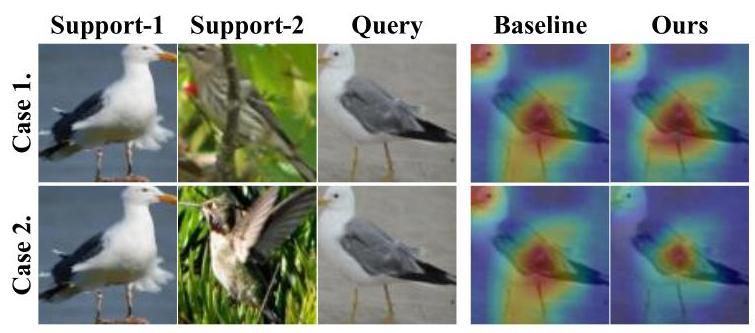 Support-1 Support-2 Query Baseline Ours
Case 1.
Case 2.